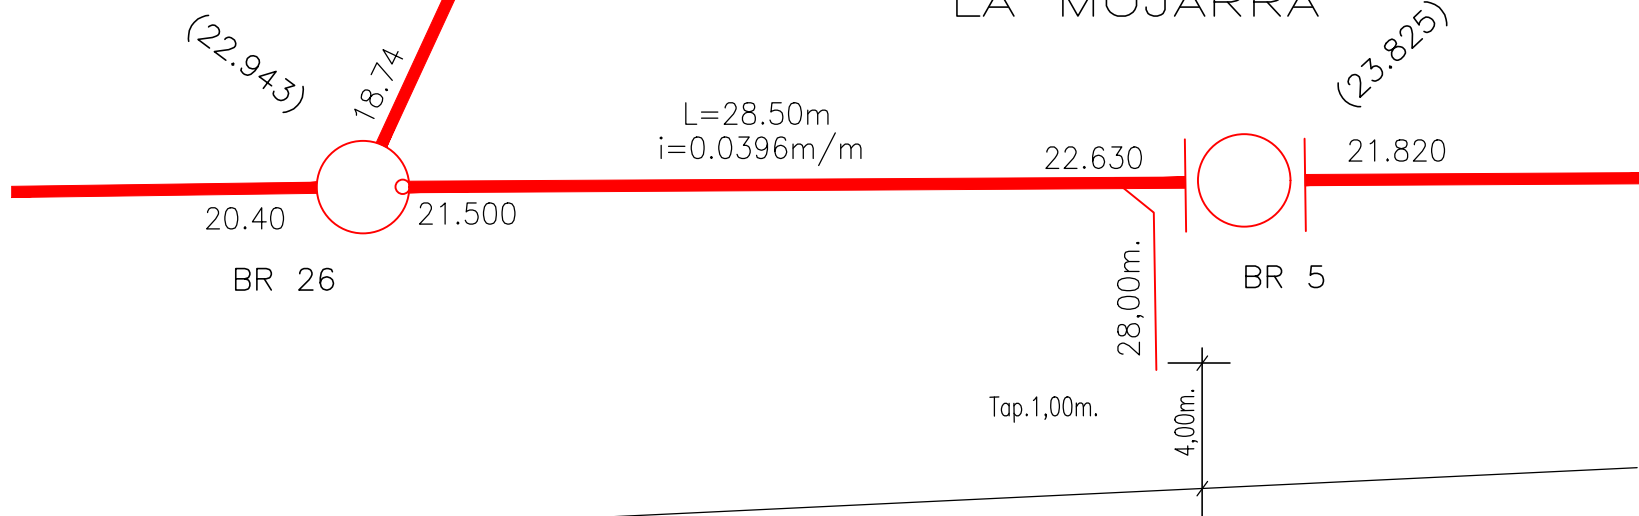 LA MOJARRA
(22.943)
18.74
(23.825)
L=28.50m
i=0.0396m/m
22.630
21.820
20.40
21.500
BR 26
BR 5
28,00m.
Tap.1,00m.
4,00m.